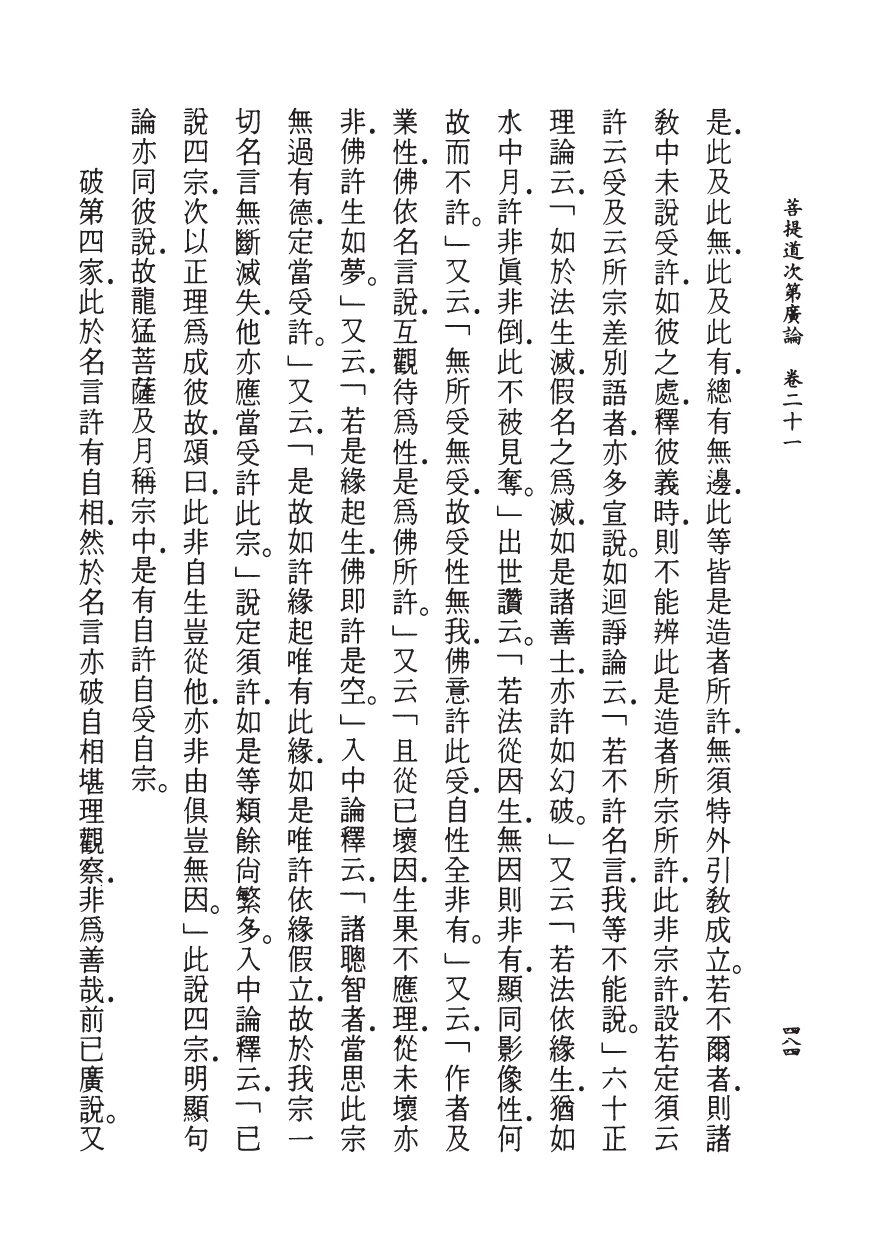 菩提道次第廣論　卷二十一
四八四
是．此及此無．此及此有．總有無邊．此等皆是造者所許．無須特外引教成立。若不爾者．則諸
教中未說受許．如彼之處．釋彼義時．則不能辨此是造者所宗所許．此非宗許．設若定須云
許云受及云所宗差別語者．亦多宣說。如迴諍論云．「若不許名言．我等不能說。」六十正
理論云．「如於法生滅．假名之爲滅．如是諸善士．亦許如幻破。」又云「若法依緣生．猶如
水中月．許非眞非倒．此不被見奪。」出世讚云。「若法從因生．無因則非有．顯同影像性．何
故而不許。」又云．「無所受無受．故受性無我．佛意許此受．自性全非有。」又云．「作者及
業性．佛依名言說．互觀待爲性．是爲佛所許。」又云「且從已壞因．生果不應理．從未壞亦
非．佛許生如夢。」又云．「若是緣起生．佛即許是空。」入中論釋云．「諸聰智者．當思此宗
無過有德．定當受許。」又云．「是故如許緣起唯有此緣．如是唯許依緣假立．故於我宗一
切名言無斷滅失．他亦應當受許此宗。」說定須許．如是等類餘尙繁多。入中論釋云．「已
說四宗．次以正理爲成彼故．頌曰．此非自生豈從他．亦非由俱豈無因。」此說四宗．明顯句
論亦同彼說．故龍猛菩薩及月稱宗中．是有自許自受自宗。
破第四家．此於名言許有自相．然於名言亦破自相堪理觀察．非爲善哉．前已廣說。又